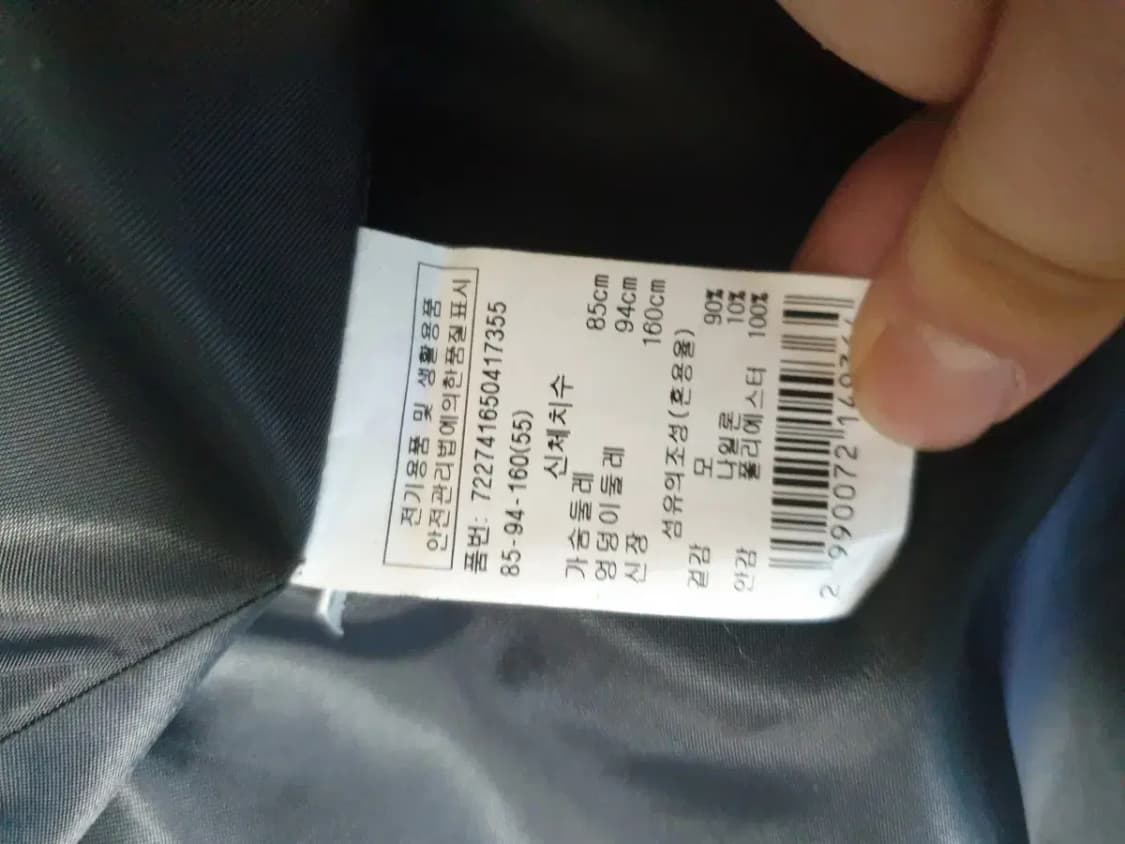 전기용품 및 생활용품
안전관리법에의한품질표시
품번: 722741650417355
85-94-160(55)
신체치수
가슴둘레 85cm
엉덩이둘레 94cm
신장 160cm
섬유의조성(혼용율)
겉감 모 90%
나일론 10%
안감 폴리에스터 100%
2 990072